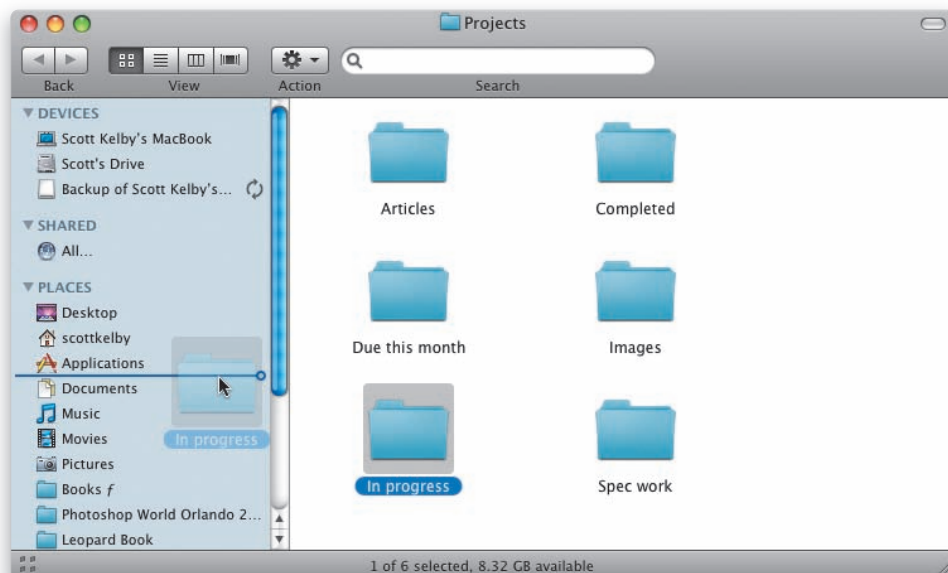 Projects
Back View Action Search
DEVICES
Scott Kelby's MacBook
Scott's Drive
Backup of Scott Kelby's...
SHARED
All...
PLACES
Desktop
scottkelby
Applications
Documents
Music
Movies
Pictures
Books ƒ
Photoshop World Orlando 2...
Leopard Book
In progress
Articles Completed
Due this month Images
In progress Spec work
1 of 6 selected, 8.32 GB available